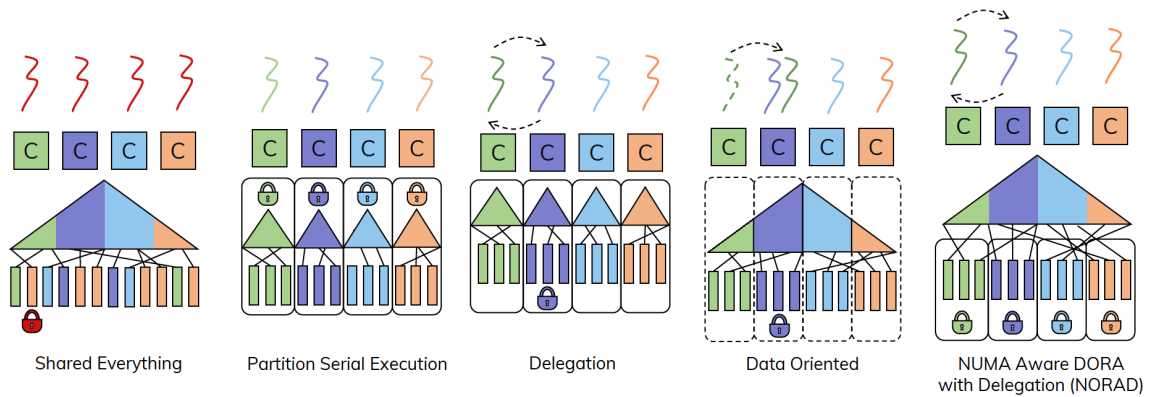 C C C C
C C C C
C C C C
C C C C
C C C C
Shared Everything
Partition Serial Execution
Delegation
Data Oriented
NUMA Aware DORA
with Delegation (NORAD)